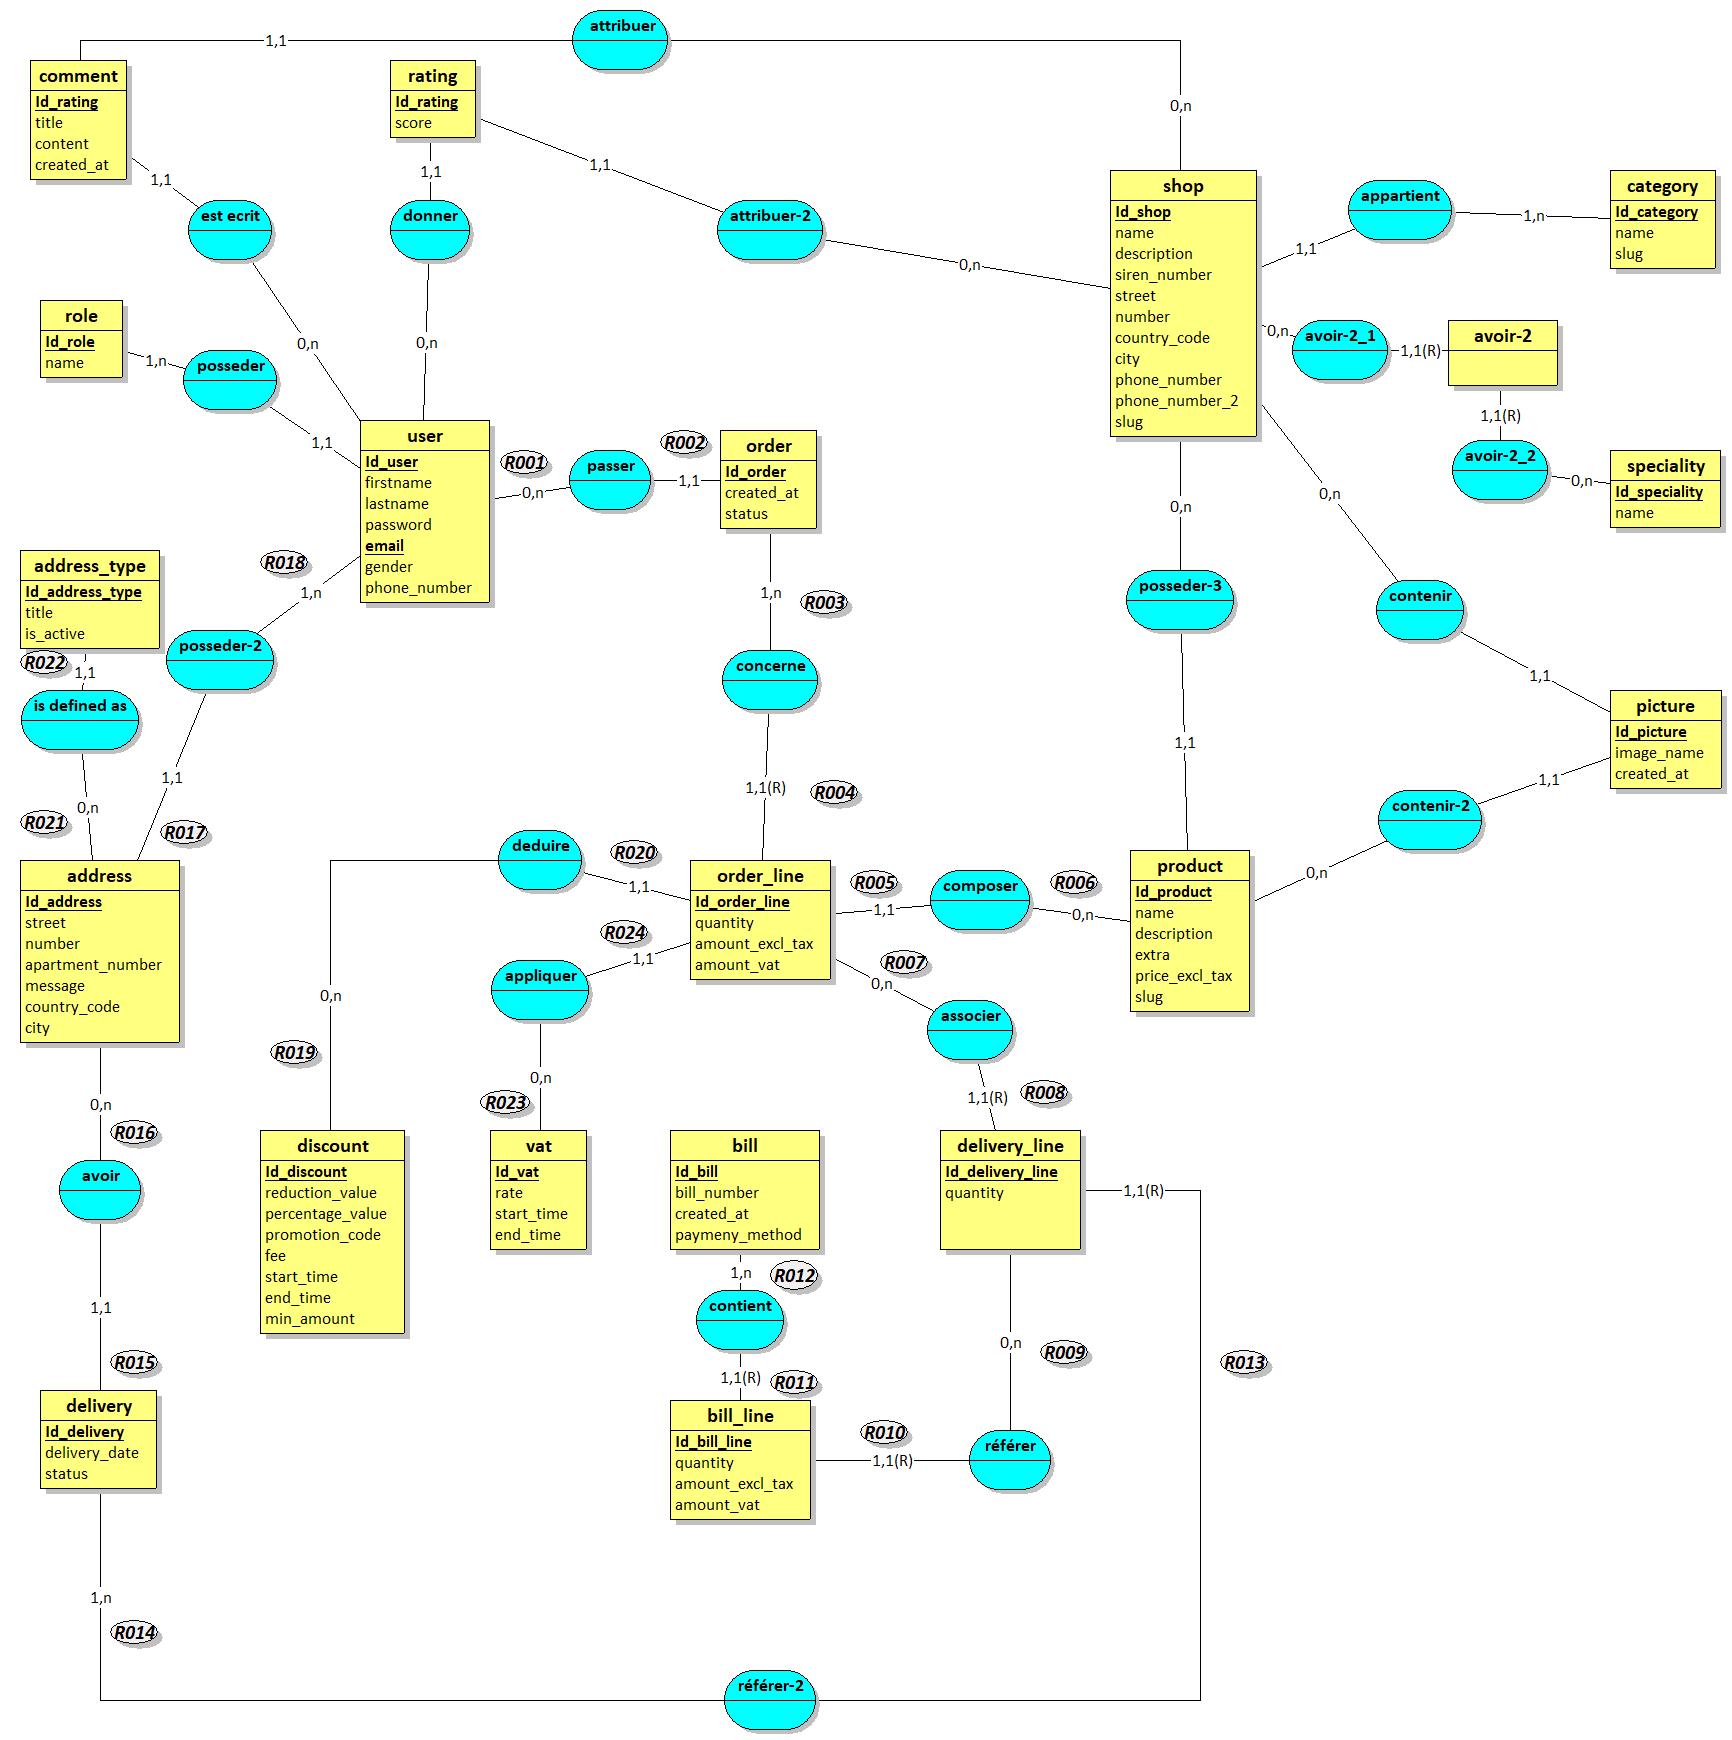 attribuer
1,1
0,n
comment
Id_rating
title
content
created_at
rating
Id_rating
score
1,1
est ecrit
0,n
1,1
donner
0,n
1,1
attribuer-2
0,n
shop
Id_shop
name
description
siren_number
street
number
country_code
city
phone_number
phone_number_2
slug
appartient
1,1
1,n
category
Id_category
name
slug
0,n
avoir-2_1
1,1(R)
avoir-2
1,1(R)
avoir-2_2
0,n
speciality
Id_speciality
name
role
Id_role
name
1,n
posseder
1,1
user
Id_user
firstname
lastname
password
email
gender
phone_number
R001
0,n
passer
R002
1,1
order
Id_order
created_at
status
1,n
R003
concerne
1,1(R)
R004
0,n
posseder-3
1,1
0,n
contenir
1,1
picture
Id_picture
image_name
created_at
1,1
contenir-2
0,n
address_type
Id_address_type
title
is_active
R022
1,1
is defined as
0,n
R021
R018
1,n
posseder-2
1,1
R017
address
Id_address
street
number
apartment_number
message
country_code
city
deduire
R020
1,1
0,n
R019
order_line
Id_order_line
quantity
amount_excl_tax
amount_vat
R005
1,1
composer
R006
0,n
product
Id_product
name
description
extra
price_excl_tax
slug
R024
1,1
appliquer
0,n
R023
R007
0,n
associer
1,1(R)
R008
0,n
R016
avoir
1,1
R015
discount
Id_discount
reduction_value
percentage_value
promotion_code
fee
start_time
end_time
min_amount
vat
Id_vat
rate
start_time
end_time
bill
Id_bill
bill_number
created_at
paymeny_method
1,n
R012
contient
1,1(R)
R011
delivery_line
Id_delivery_line
quantity
1,1(R)
0,n
R009
R013
delivery
Id_delivery
delivery_date
status
bill_line
Id_bill_line
quantity
amount_excl_tax
amount_vat
R010
1,1(R)
référer
1,n
R014
référer-2